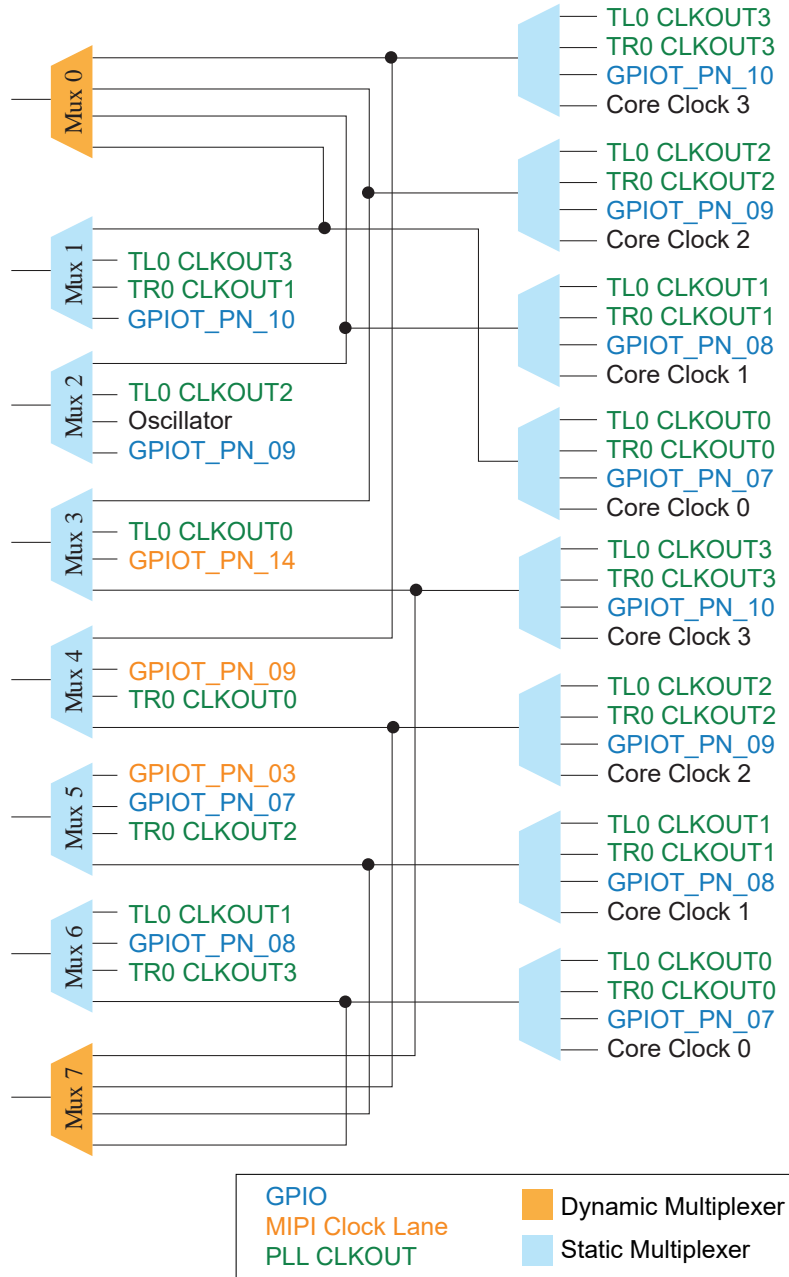 Mux 0
Mux 1
TL0 CLKOUT3
TR0 CLKOUT1
GPIOT_PN_10
Mux 2
TL0 CLKOUT2
Oscillator
GPIOT_PN_09
Mux 3
TL0 CLKOUT0
GPIOT_PN_14
Mux 4
GPIOT_PN_09
TR0 CLKOUT0
Mux 5
GPIOT_PN_03
GPIOT_PN_07
TR0 CLKOUT2
Mux 6
TL0 CLKOUT1
GPIOT_PN_08
TR0 CLKOUT3
Mux 7
TL0 CLKOUT3
TR0 CLKOUT3
GPIOT_PN_10
Core Clock 3
TL0 CLKOUT2
TR0 CLKOUT2
GPIOT_PN_09
Core Clock 2
TL0 CLKOUT1
TR0 CLKOUT1
GPIOT_PN_08
Core Clock 1
TL0 CLKOUT0
TR0 CLKOUT0
GPIOT_PN_07
Core Clock 0
TL0 CLKOUT3
TR0 CLKOUT3
GPIOT_PN_10
Core Clock 3
TL0 CLKOUT2
TR0 CLKOUT2
GPIOT_PN_09
Core Clock 2
TL0 CLKOUT1
TR0 CLKOUT1
GPIOT_PN_08
Core Clock 1
TL0 CLKOUT0
TR0 CLKOUT0
GPIOT_PN_07
Core Clock 0
GPIO
MIPI Clock Lane
PLL CLKOUT
Dynamic Multiplexer
Static Multiplexer